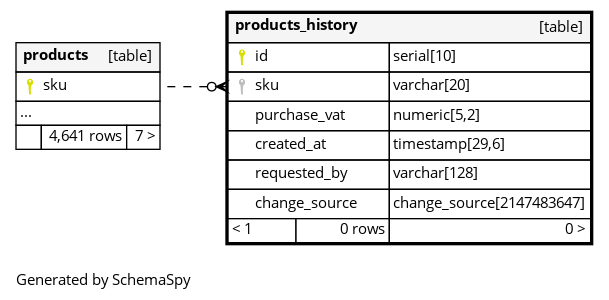 products [table]
sku
...
4,641 rows 7 >
products_history [table]
id serial[10]
sku varchar[20]
purchase_vat numeric[5,2]
created_at timestamp[29,6]
requested_by varchar[128]
change_source change_source[2147483647]
< 1 0 rows 0 >
Generated by SchemaSpy